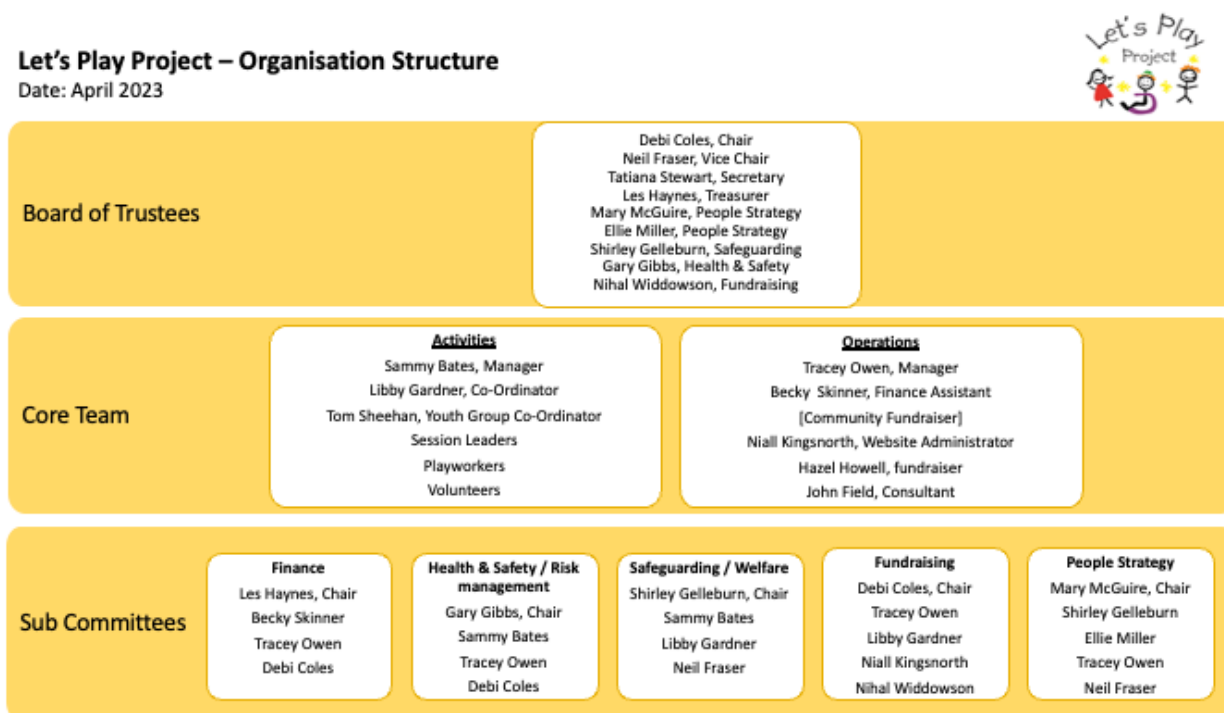 Let's Play Project – Organisation Structure
Date: April 2023
Let's Play
Project
Board of Trustees
Debi Coles, Chair
Neil Fraser, Vice Chair
Tatiana Stewart, Secretary
Les Haynes, Treasurer
Mary McGuire, People Strategy
Ellie Miller, People Strategy
Shirley Gelleburn, Safeguarding
Gary Gibbs, Health & Safety
Nihal Widdowson, Fundraising
Core Team
Activities
Sammy Bates, Manager
Libby Gardner, Co-Ordinator
Tom Sheehan, Youth Group Co-Ordinator
Session Leaders
Playworkers
Volunteers
Operations
Tracey Owen, Manager
Becky Skinner, Finance Assistant
[Community Fundraiser]
Niall Kingsnorth, Website Administrator
Hazel Howell, fundraiser
John Field, Consultant
Sub Committees
Finance
Les Haynes, Chair
Becky Skinner
Tracey Owen
Debi Coles
Health & Safety / Risk
management
Gary Gibbs, Chair
Sammy Bates
Tracey Owen
Debi Coles
Safeguarding / Welfare
Shirley Gelleburn, Chair
Sammy Bates
Libby Gardner
Neil Fraser
Fundraising
Debi Coles, Chair
Tracey Owen
Libby Gardner
Niall Kingsnorth
Nihal Widdowson
People Strategy
Mary McGuire, Chair
Shirley Gelleburn
Ellie Miller
Tracey Owen
Neil Fraser